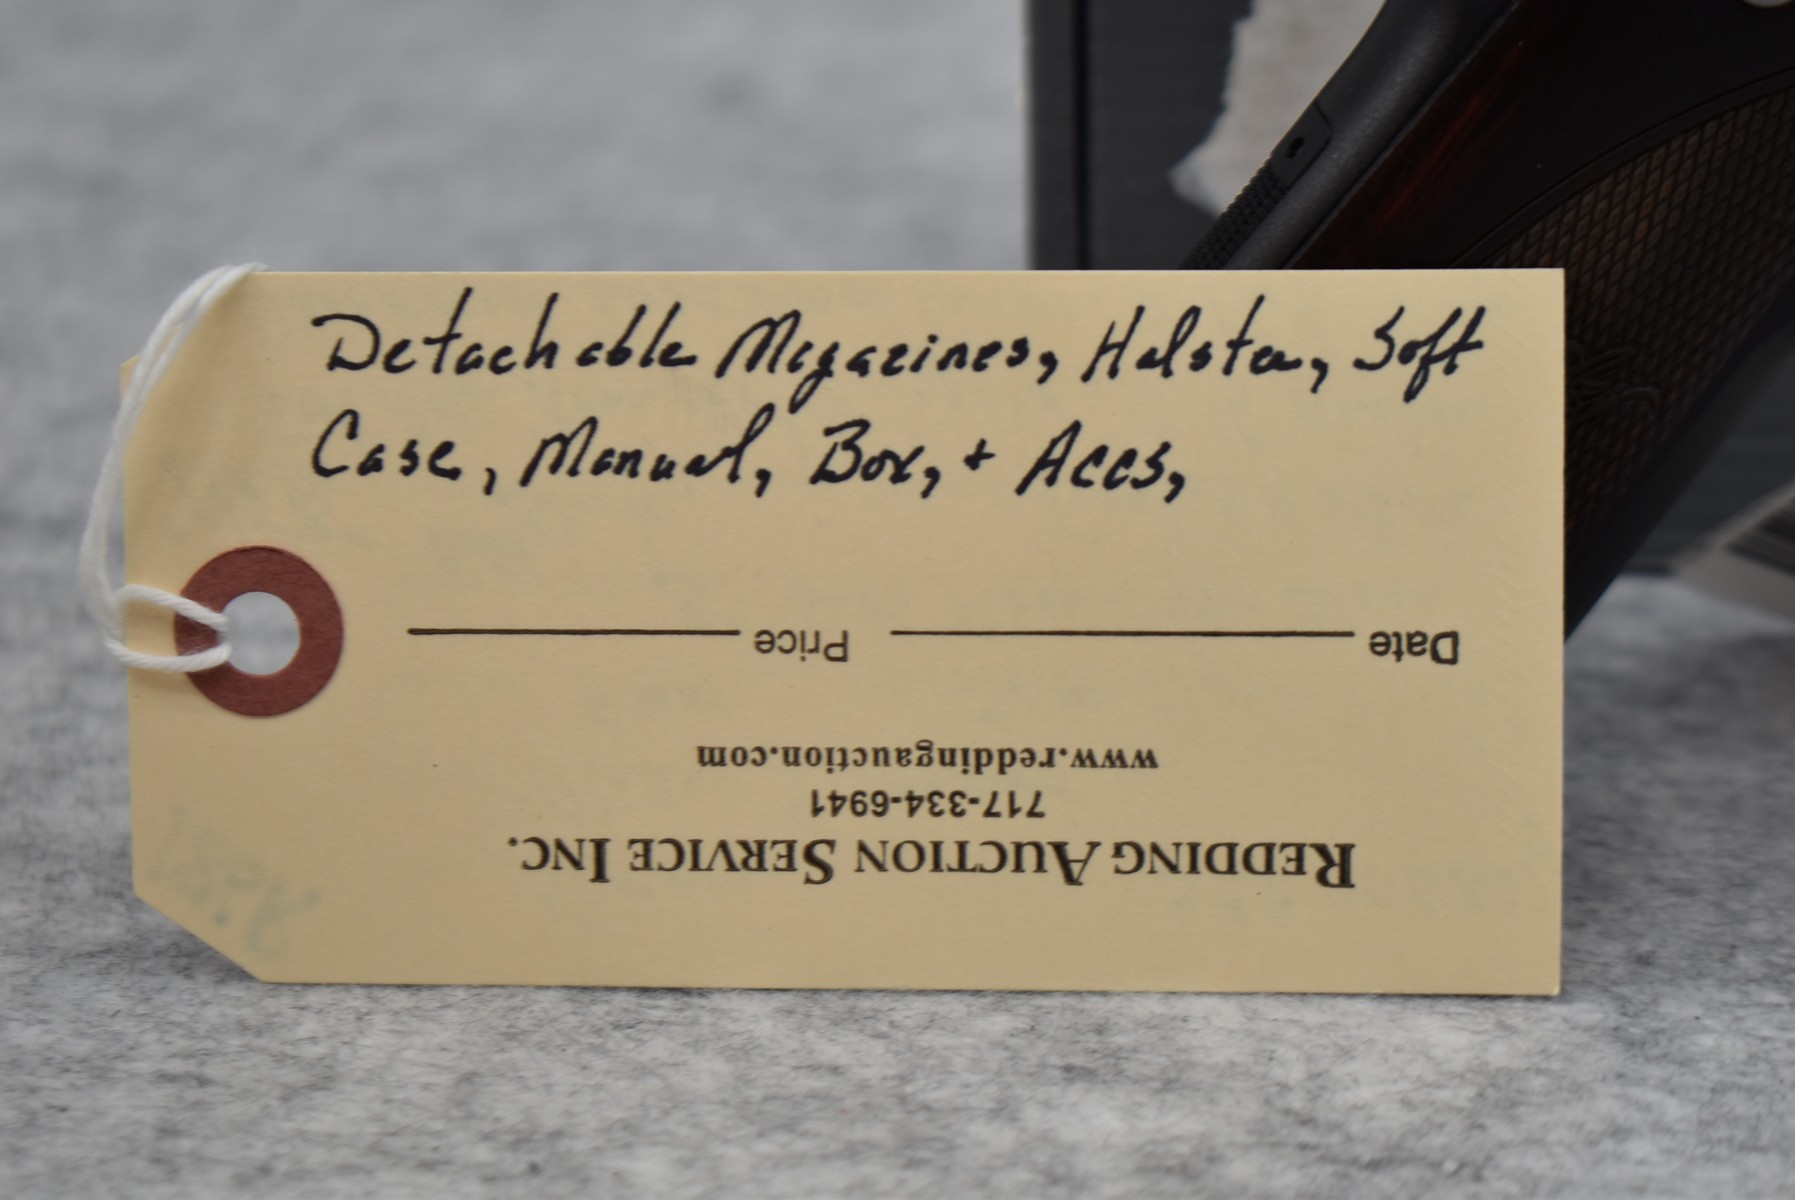 Detachable Magazines, Holster, Soft
Case, Manual, Box, + Accs,
Date Price
www.reddingauction.com
717-334-6941
REDDING AUCTION SERVICE INC.